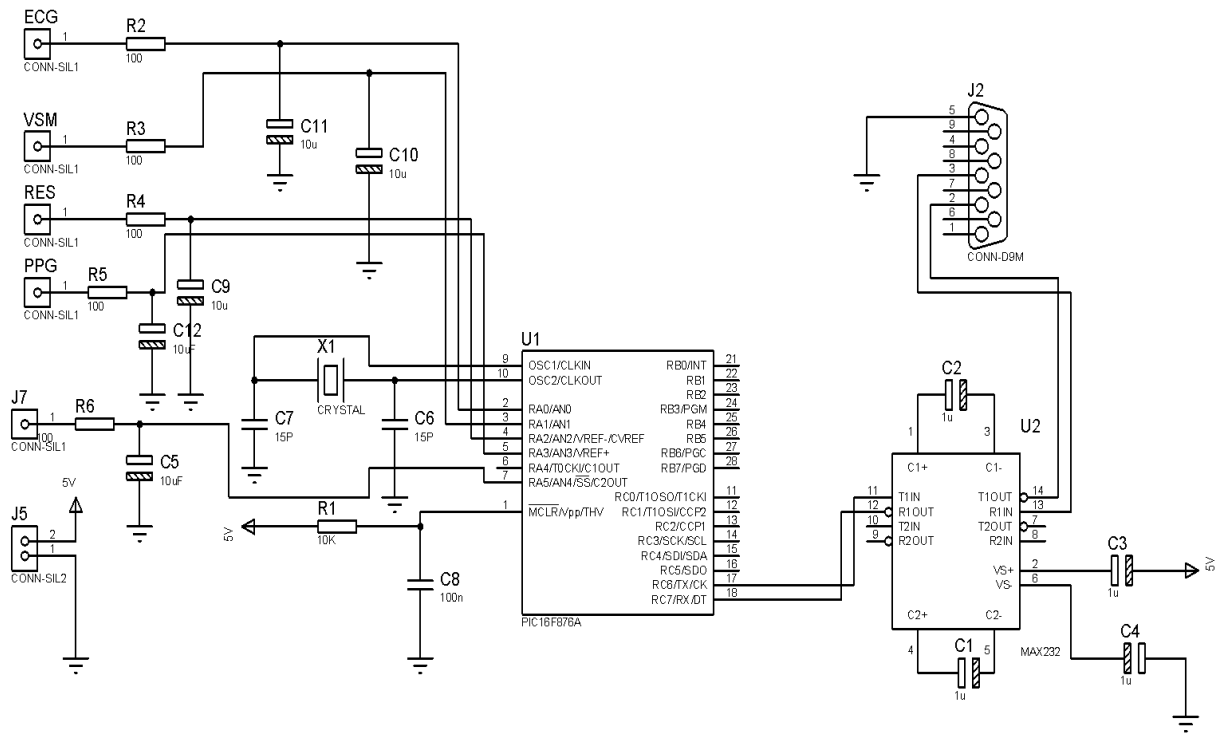 ECG
1
CONN-SIL1
R2
100
VSM
1
CONN-SIL1
R3
100
C11
10u
C10
10u
RES
1
CONN-SIL1
R4
100
PPG
1
CONN-SIL1
R5
100
C9
10u
C12
10uF
J7
1
CONN-SIL1
R6
100
C5
10uF
5V
J5
2
1
CONN-SIL2
X1
CRYSTAL
C7
15P
C6
15P
5V
R1
10K
C8
100n
U1
9 OSC1/CLKIN
10 OSC2/CLKOUT
2 RA0/AN0
3 RA1/AN1
4 RA2/AN2/VREF-/CVREF
5 RA3/AN3/VREF+
6 RA4/T0CKI/C1OUT
7 RA5/AN4/SS/C2OUT
1 MCLR/Vpp/THV
RB0/INT 21
RB1 22
RB2 23
RB3/PGM 24
RB4 25
RB5 26
RB6/PGC 27
RB7/PGD 28
RC0/T1OSO/T1CKI 11
RC1/T1OSI/CCP2 12
RC2/CCP1 13
RC3/SCK/SCL 14
RC4/SDI/SDA 15
RC5/SDO 16
RC6/TX/CK 17
RC7/RX/DT 18
PIC16F876A
J2
5
9
4
8
3
7
2
6
1
CONN-D9M
C2
1u
1
3
U2
C1+
C1-
11 T1IN
12 R1OUT
10 T2IN
9 R2OUT
T1OUT 14
R1IN 13
T2OUT 7
R2IN 8
VS+ 2
VS- 6
C2+
C2-
4
5
MAX232
C1
1u
C3
1u
5V
C4
1u